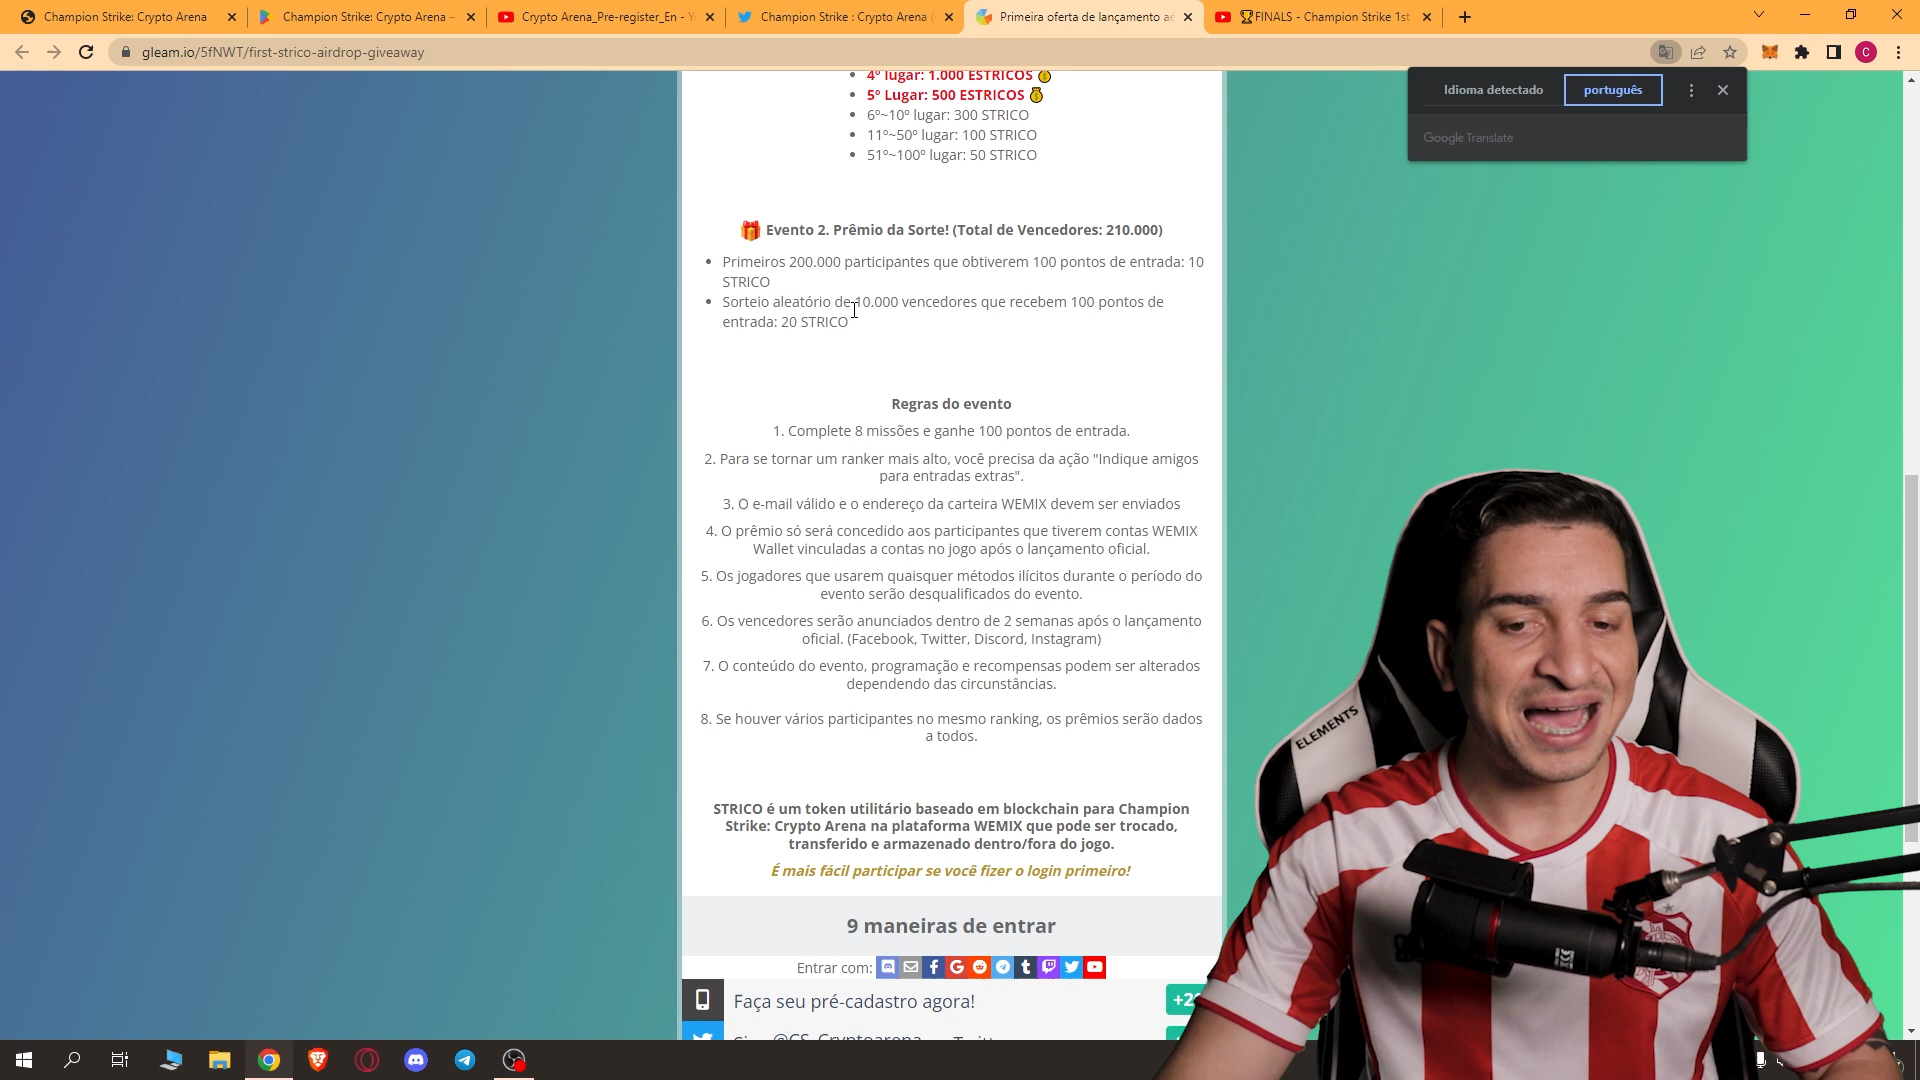 Champion Strike: Crypto Arena
Champion Strike: Crypto Arena –
Crypto Arena_Pre-register_En - Y
Champion Strike : Crypto Arena (
Primeira oferta de lançamento aé
🏆FINALS - Champion Strike 1st
gleam.io/5fNWT/first-strico-airdrop-giveaway
C
Idioma detectado
português
Google Translate
4º lugar: 1.000 ESTRICOS 💰
5º Lugar: 500 ESTRICOS 💰
6º~10º lugar: 300 STRICO
11º~50º lugar: 100 STRICO
51º~100º lugar: 50 STRICO
🎁 Evento 2. Prêmio da Sorte! (Total de Vencedores: 210.000)
Primeiros 200.000 participantes que obtiverem 100 pontos de entrada: 10
STRICO
Sorteio aleatório de 10.000 vencedores que recebem 100 pontos de
entrada: 20 STRICO
Regras do evento
1. Complete 8 missões e ganhe 100 pontos de entrada.
2. Para se tornar um ranker mais alto, você precisa da ação "Indique amigos
para entradas extras".
3. O e-mail válido e o endereço da carteira WEMIX devem ser enviados
4. O prêmio só será concedido aos participantes que tiverem contas WEMIX
Wallet vinculadas a contas no jogo após o lançamento oficial.
5. Os jogadores que usarem quaisquer métodos ilícitos durante o período do
evento serão desqualificados do evento.
6. Os vencedores serão anunciados dentro de 2 semanas após o lançamento
oficial. (Facebook, Twitter, Discord, Instagram)
7. O conteúdo do evento, programação e recompensas podem ser alterados
dependendo das circunstâncias.
8. Se houver vários participantes no mesmo ranking, os prêmios serão dados
a todos.
STRICO é um token utilitário baseado em blockchain para Champion
Strike: Crypto Arena na plataforma WEMIX que pode ser trocado,
transferido e armazenado dentro/fora do jogo.
É mais fácil participar se você fizer o login primeiro!
9 maneiras de entrar
Entrar com:
Faça seu pré-cadastro agora!
@CS_Cryptoarena
ELEMENTS